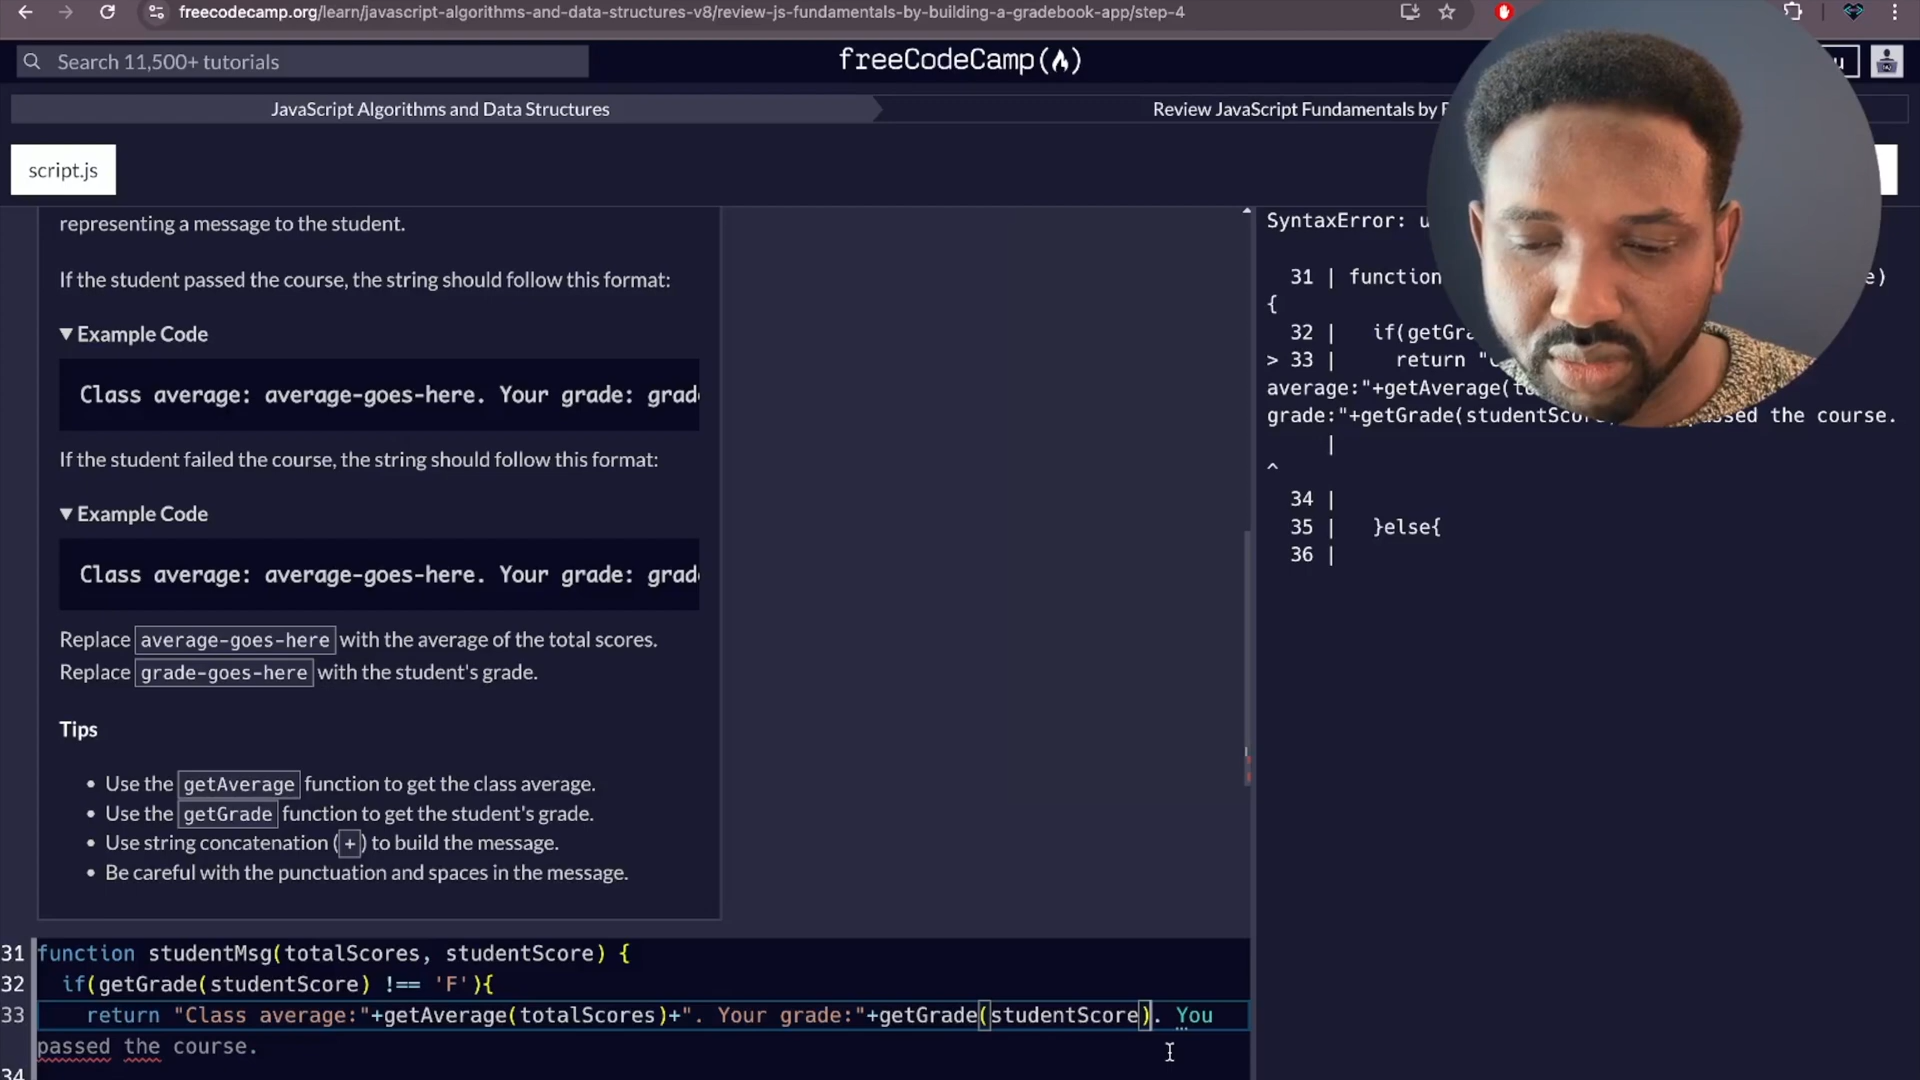 freecodecamp.org/learn/javascript-algorithms-and-data-structures-v8/review-js-fundamentals-by-building-a-gradebook-app/step-4
Search 11,500+ tutorials
freeCodeCamp(🔥)
JavaScript Algorithms and Data Structures
Review JavaScript Fundamentals by
script.js
representing a message to the student.
If the student passed the course, the string should follow this format:
▼ Example Code
Class average: average-goes-here. Your grade: grad
If the student failed the course, the string should follow this format:
▼ Example Code
Class average: average-goes-here. Your grade: grad
Replace average-goes-here with the average of the total scores.
Replace grade-goes-here with the student's grade.
Tips
• Use the getAverage function to get the class average.
• Use the getGrade function to get the student's grade.
• Use string concatenation (+) to build the message.
• Be careful with the punctuation and spaces in the message.
31 function studentMsg(totalScores, studentScore) {
32 if(getGrade(studentScore) !== 'F'){
33 return "Class average:"+getAverage(totalScores)+". Your grade:"+getGrade(studentScore). You
passed the course.
34
SyntaxError: u
31 | function e)
{
32 | if(getGra
> 33 | return "
average:"+getAverage(to
grade:"+getGrade(studentSco the course.
|
^
34 |
35 | }else{
36 |